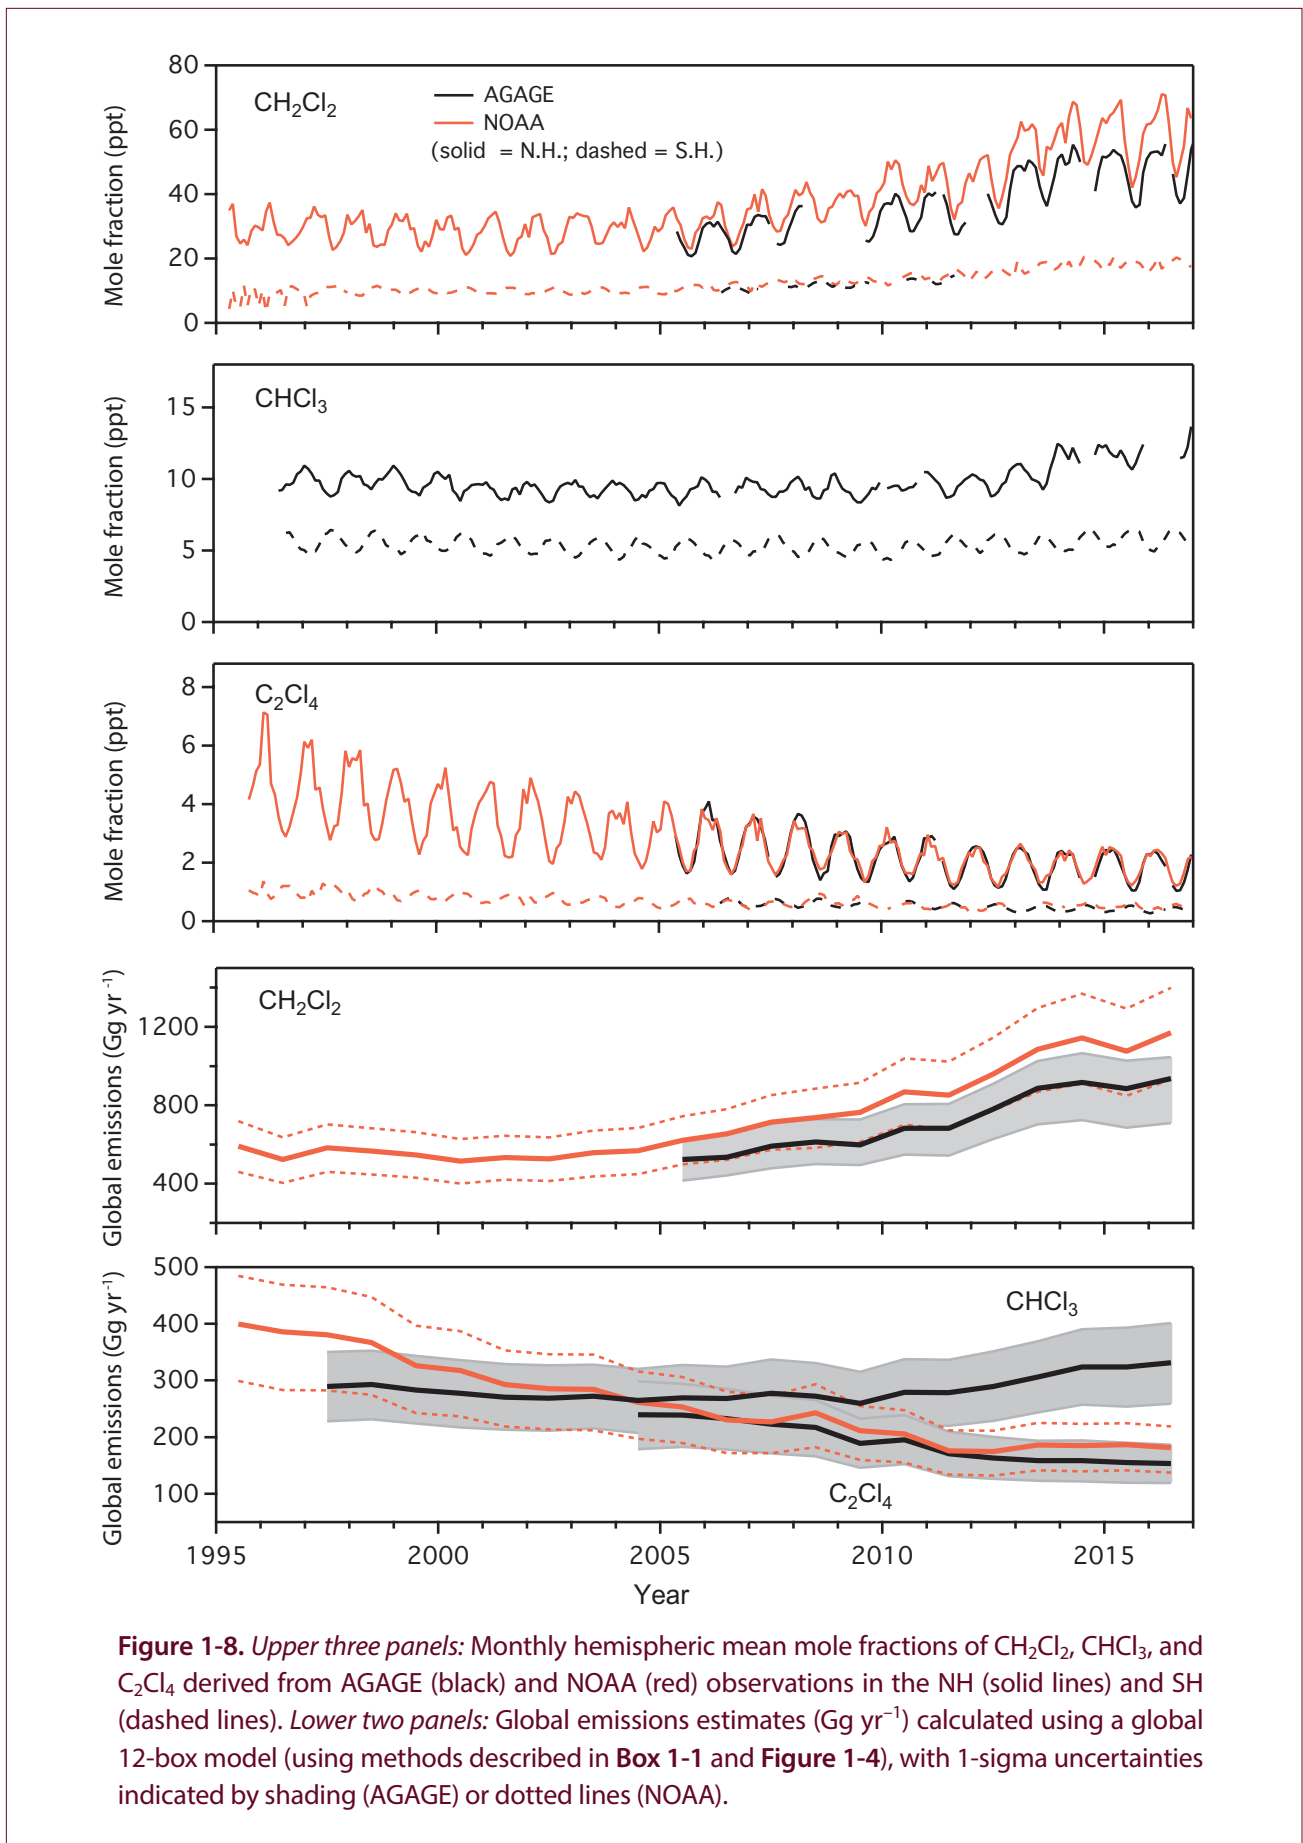 80
60
40
20
0
Mole fraction (ppt)
CH₂Cl₂
AGAGE
NOAA
(solid = N.H.; dashed = S.H.)
15
10
5
0
Mole fraction (ppt)
CHCl₃
8
6
4
2
0
Mole fraction (ppt)
C₂Cl₄
1200
800
400
Global emissions (Gg yr⁻¹)
CH₂Cl₂
500
400
300
200
100
Global emissions (Gg yr⁻¹)
CHCl₃
C₂Cl₄
1995 2000 2005 2010 2015
Year
Figure 1-8. Upper three panels: Monthly hemispheric mean mole fractions of CH₂Cl₂, CHCl₃, and
C₂Cl₄ derived from AGAGE (black) and NOAA (red) observations in the NH (solid lines) and SH
(dashed lines). Lower two panels: Global emissions estimates (Gg yr⁻¹) calculated using a global
12-box model (using methods described in Box 1-1 and Figure 1-4), with 1-sigma uncertainties
indicated by shading (AGAGE) or dotted lines (NOAA).